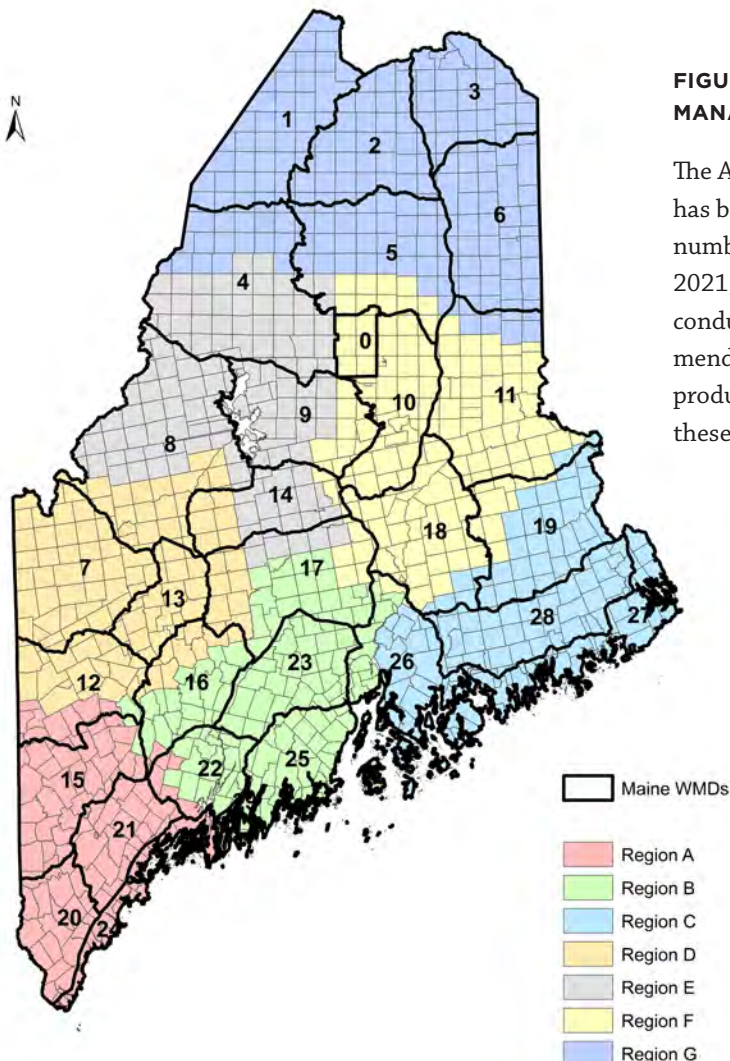 N
FIGU
MANA
The A
has b
numb
2021
condu
mend
produ
these
1
2
3
4
5
6
0
10
11
8
9
14
7
13
17
18
19
12
16
23
26
28
27
22
25
15
21
20
24
Maine WMDs
Region A
Region B
Region C
Region D
Region E
Region F
Region G